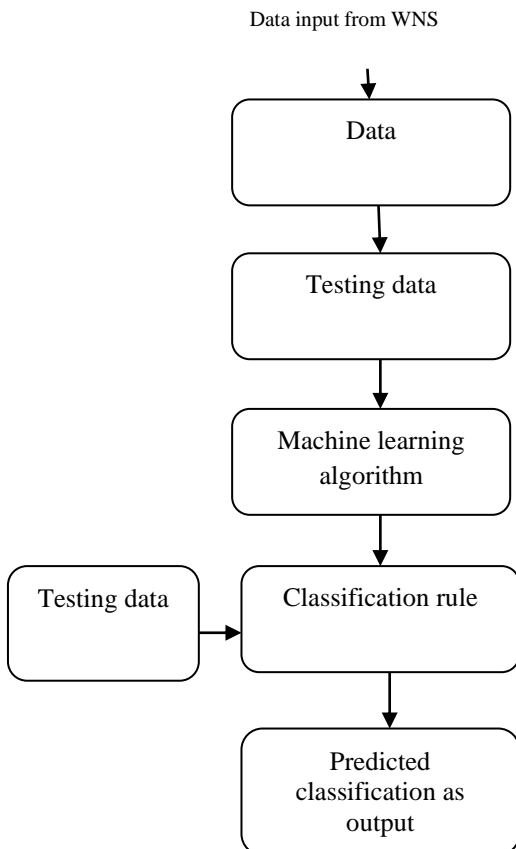 Data input from WNS
Data
Testing data
Machine learning
algorithm
Testing data
Classification rule
Predicted
classification as
output